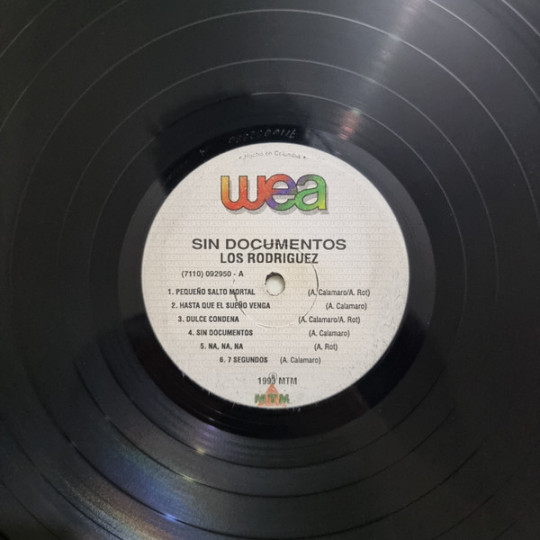 wea
SIN DOCUMENTOS
LOS RODRIGUEZ
(7110) 092950 - A
1. PEQUEÑO SALTO MORTAL (A. Calamaro/A. Rot)
2. HASTA QUE EL SUEÑO VENGA (A. Calamaro)
3. DULCE CONDENA (A. Calamaro/A. Rot)
4. SIN DOCUMENTOS (A. Calamaro)
5. NA, NA, NA (A. Rot)
6. 7 SEGUNDOS (A. Calamaro)
1993 MTM
MTM